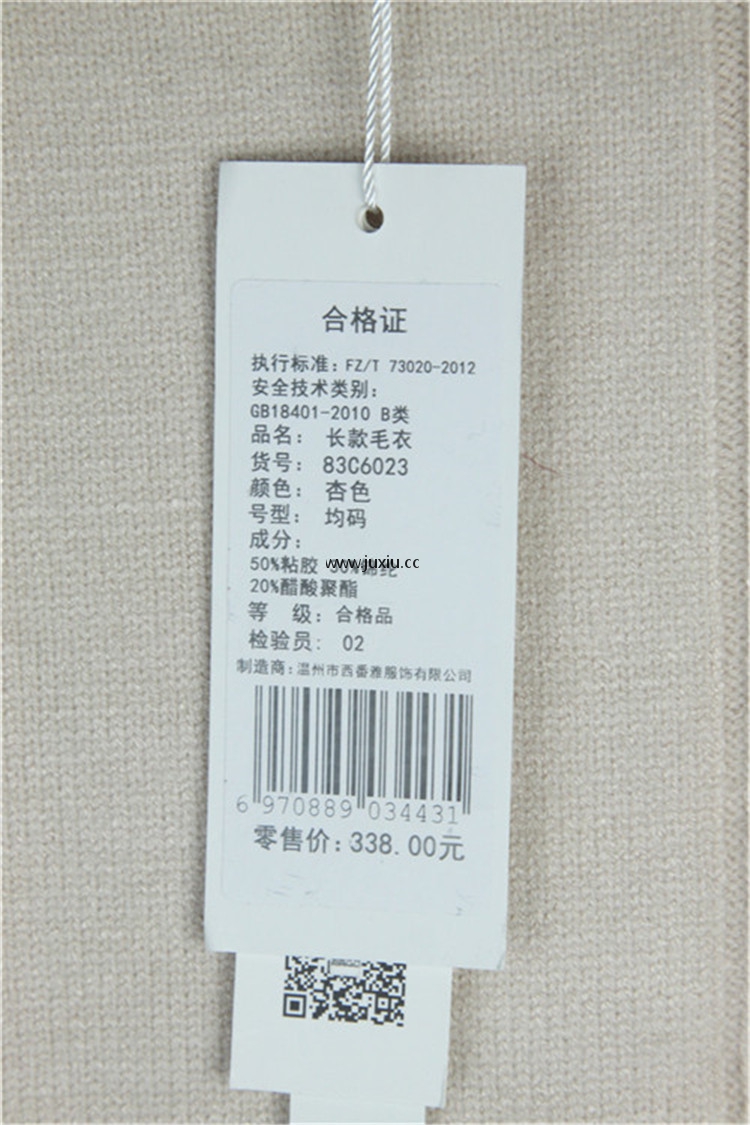 合格证
执行标准: FZ/T 73020-2012
安全技术类别:
GB18401-2010 B类
品名: 长款毛衣
货号: 83C6023
颜色: 杏色
号型: 均码
成分:
50%粘胶
www.juxiu.cc
20%醋酸聚酯
等 级: 合格品
检验员: 02
制造商:温州市西番雅服饰有限公司
6 970889 034431
零售价: 338.00元